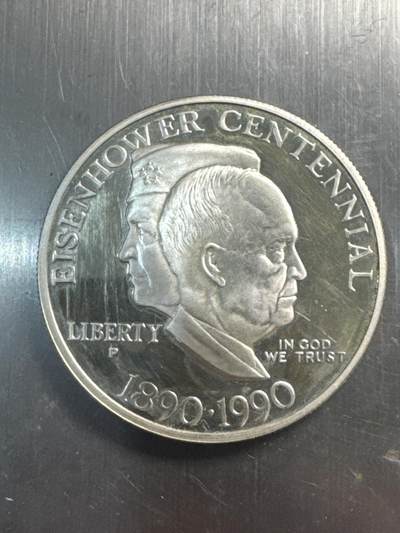 EISENHOWER CENTENNIAL
LIBERTY
P
IN GOD
WE TRUST
1890·1990